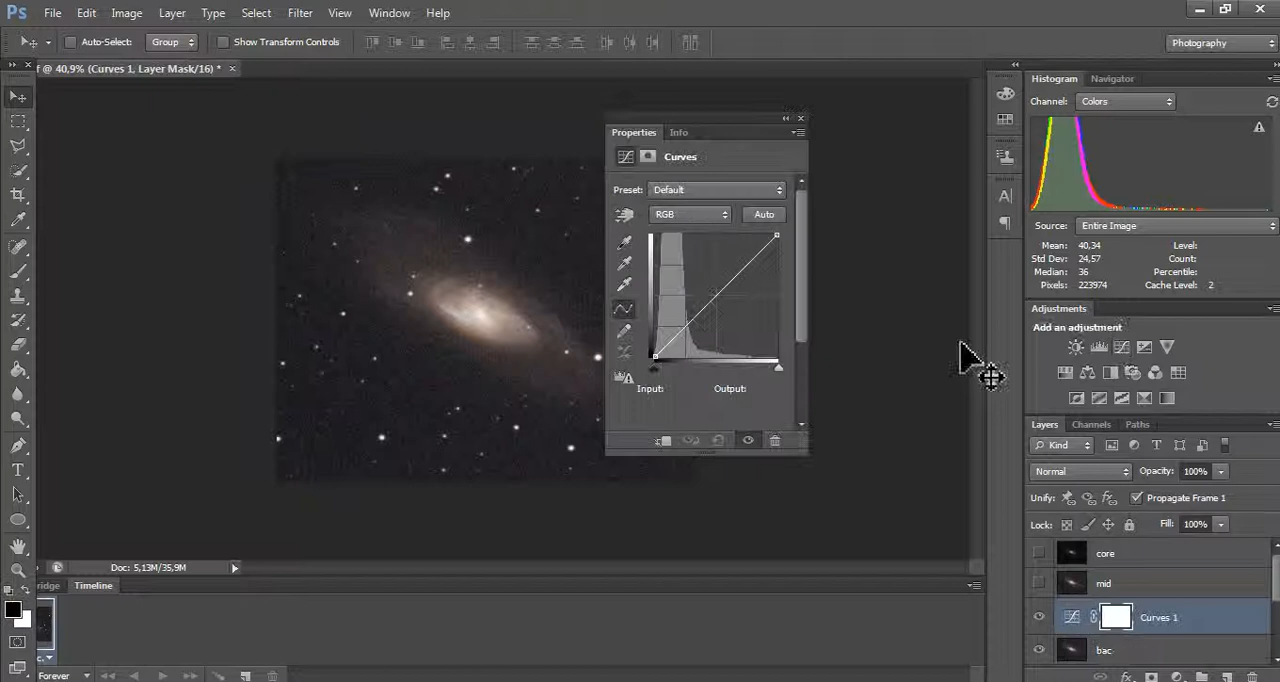 Ps File Edit Image Layer Type Select Filter View Window Help
Auto-Select: Group Show Transform Controls Photography
f @ 40,9% (Curves 1, Layer Mask/16) * ×
Histogram Navigator
Channel: Colors
Properties Info
Curves
Preset: Default
RGB Auto
Input: Output:
Source: Entire Image
Mean: 40,34 Level:
Std Dev: 24,57 Count:
Median: 36 Percentile:
Pixels: 223974 Cache Level: 2
Adjustments
Add an adjustment
Layers Channels Paths
Kind
Normal Opacity: 100%
Unify: Propagate Frame 1
Lock: Fill: 100%
core
mid
Curves 1
bac
Doc: 5,13M/35,9M
ridge Timeline
Forever